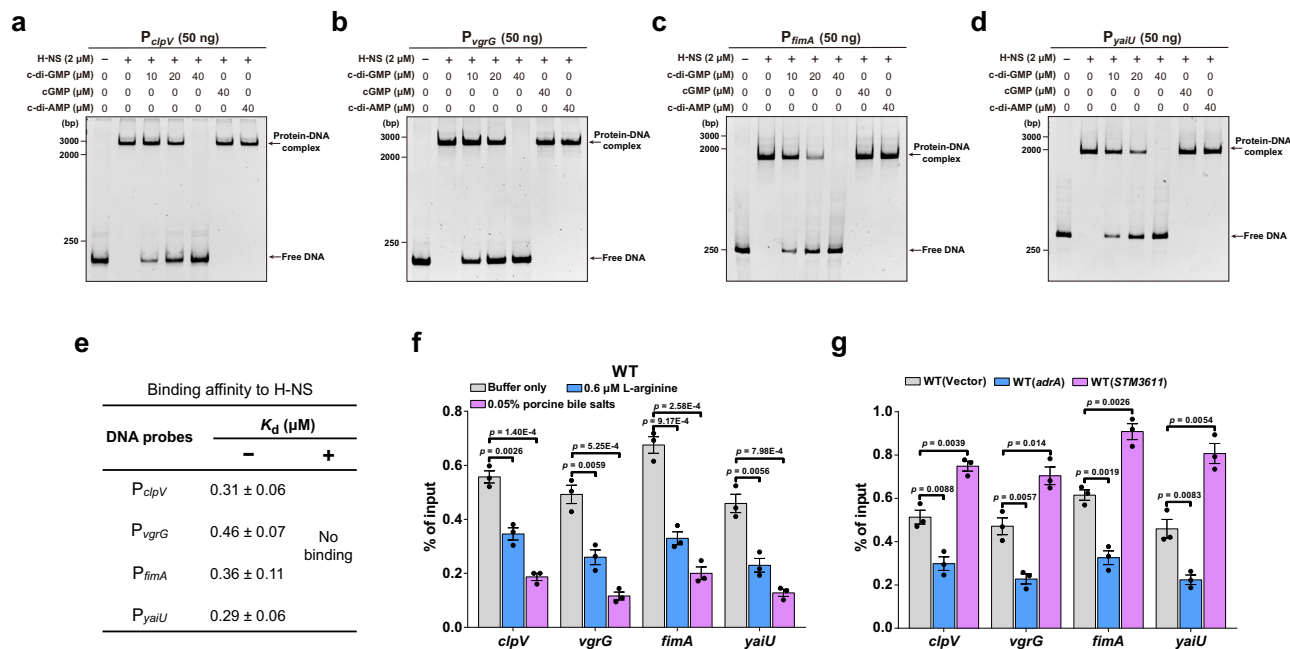 a
P clpV (50 ng)
H-NS (2 μM) − + + + + + +
c-di-GMP (μM) 0 0 10 20 40 0 0
cGMP (μM) 0 0 0 0 0 40 0
c-di-AMP (μM) 0 0 0 0 0 0 40
(bp)
3000
2000
250
Protein-DNA
complex
Free DNA
b
P vgrG (50 ng)
H-NS (2 μM) − + + + + + +
c-di-GMP (μM) 0 0 10 20 40 0 0
cGMP (μM) 0 0 0 0 0 40 0
c-di-AMP (μM) 0 0 0 0 0 0 40
(bp)
3000
2000
250
Protein-DNA
complex
Free DNA
c
P fimA (50 ng)
H-NS (2 μM) − + + + + + +
c-di-GMP (μM) 0 0 10 20 40 0 0
cGMP (μM) 0 0 0 0 0 40 0
c-di-AMP (μM) 0 0 0 0 0 0 40
(bp)
3000
2000
250
Protein-DNA
complex
Free DNA
d
P yaiU (50 ng)
H-NS (2 μM) − + + + + + +
c-di-GMP (μM) 0 0 10 20 40 0 0
cGMP (μM) 0 0 0 0 0 40 0
c-di-AMP (μM) 0 0 0 0 0 0 40
(bp)
3000
2000
250
Protein-DNA
complex
Free DNA
e
Binding affinity to H-NS
DNA probes
Kd (μM)
− +
PclpV 0.31 ± 0.06
PvgrG 0.46 ± 0.07
No
binding
PfimA 0.36 ± 0.11
PyaiU 0.29 ± 0.06
f
WT
Buffer only 0.6 μM L-arginine
0.05% porcine bile salts
% of input
0.8
0.6
0.4
0.2
0.0
p = 1.40E-4
p = 0.0026
p = 5.25E-4
p = 0.0059
p = 2.58E-4
p = 9.17E-4
p = 7.98E-4
p = 0.0056
clpV vgrG fimA yaiU
g
WT(Vector) WT(adrA) WT(STM3611)
% of input
1.0
0.8
0.6
0.4
0.2
0.0
p = 0.0039
p = 0.0088
p = 0.014
p = 0.0057
p = 0.0026
p = 0.0019
p = 0.0054
p = 0.0083
clpV vgrG fimA yaiU